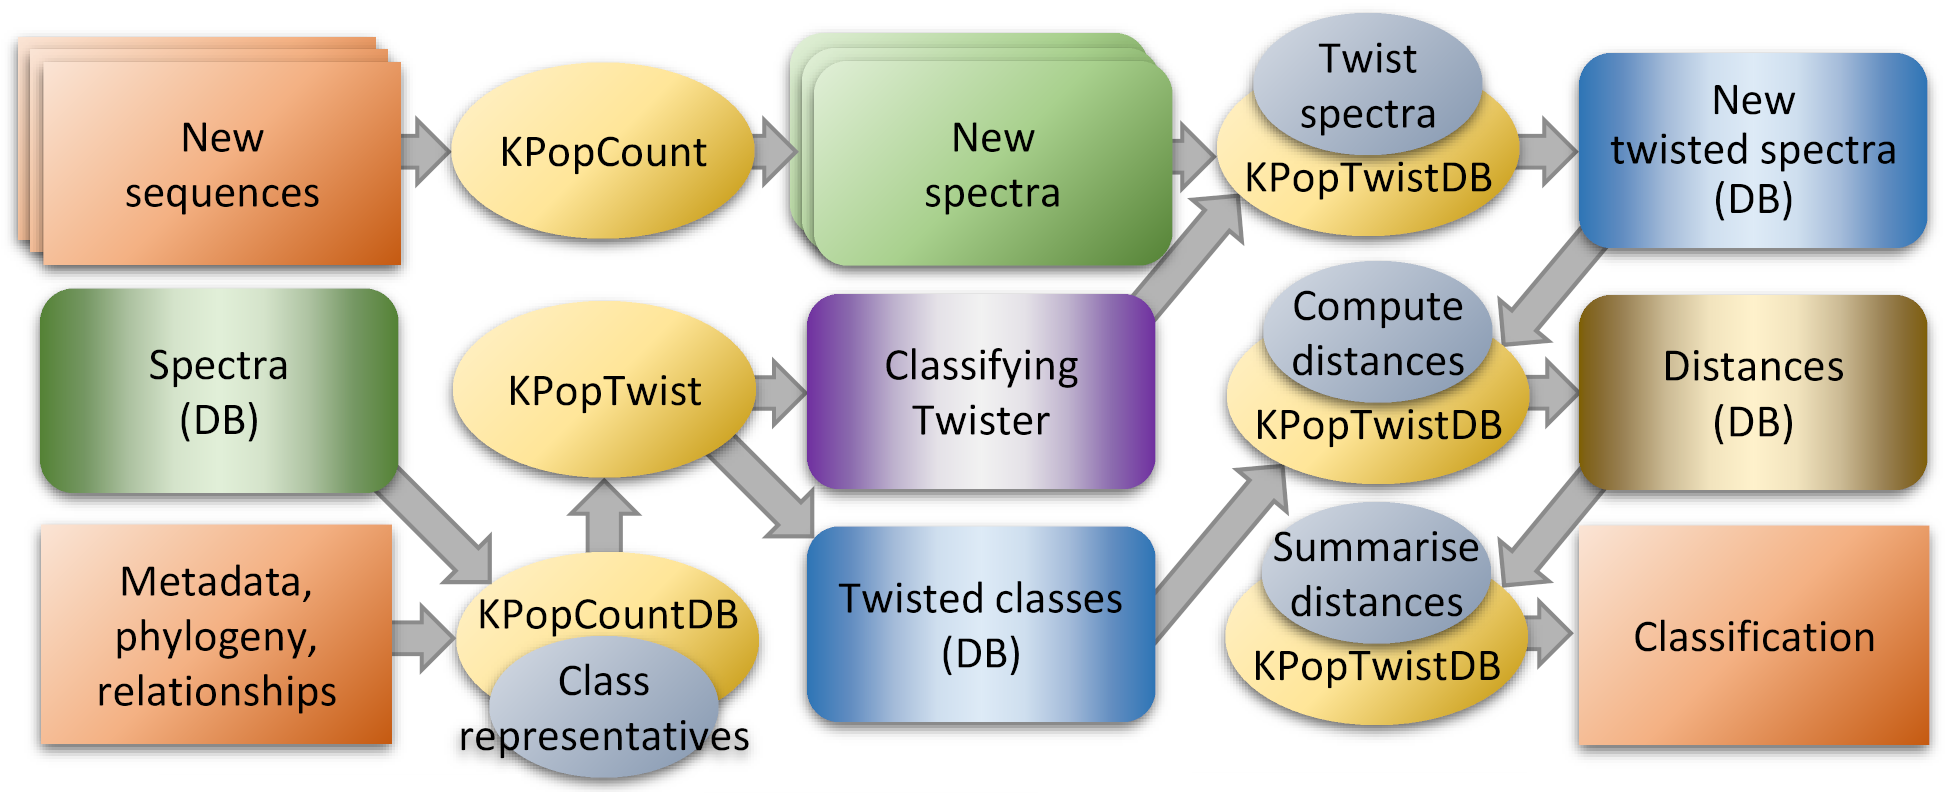 New
sequences
KPopCount
New
spectra
Twist
spectra
KPopTwistDB
New
twisted spectra
(DB)
Spectra
(DB)
KPopTwist
Classifying
Twister
Compute
distances
KPopTwistDB
Distances
(DB)
Metadata,
phylogeny,
relationships
KPopCountDB
Class
representatives
Twisted classes
(DB)
Summarise
distances
KPopTwistDB
Classification